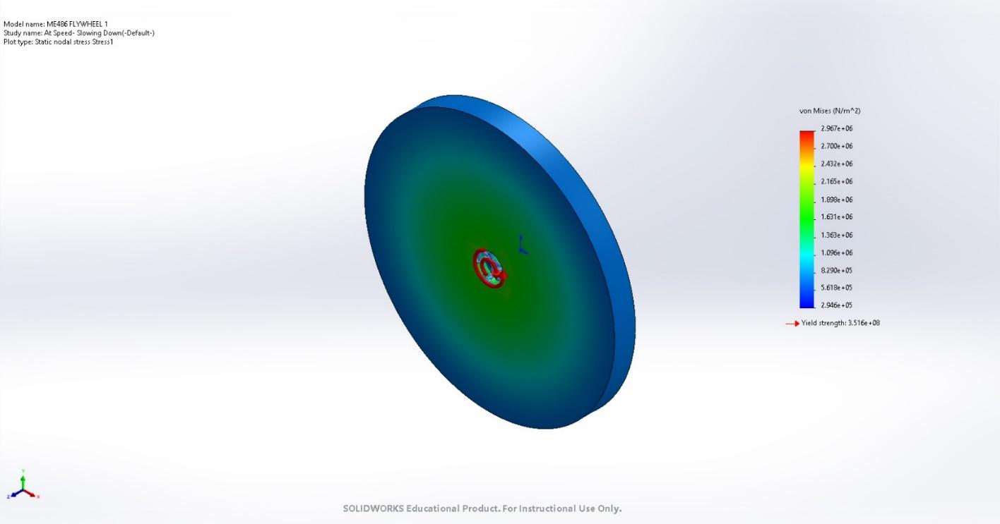 Model name: ME486 FLYWHEEL 1
Study name: At Speed- Slowing Down(-Default-)
Plot type: Static nodal stress Stress1
von Mises (N/m^2)
2.967e+06
2.700e+06
2.432e+06
2.165e+06
1.898e+06
1.631e+06
1.363e+06
1.096e+06
8.290e+05
5.618e+05
2.946e+05
Yield strength: 3.516e+08
Y
Z
X
SOLIDWORKS Educational Product. For Instructional Use Only.